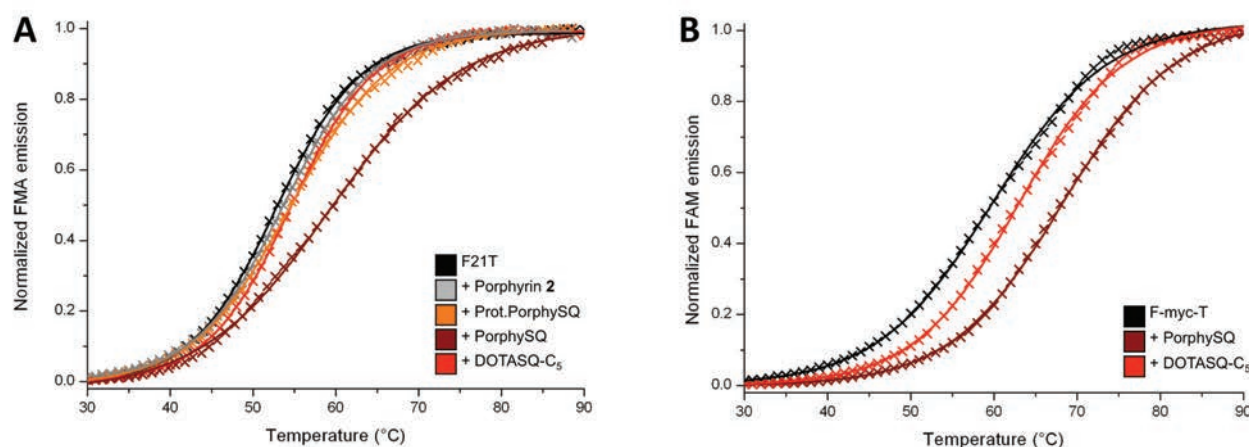 A
Normalized FMA emission
1.0
0.8
0.6
0.4
0.2
0.0
F21T
+ Porphyrin 2
+ Prot.PorphySQ
+ PorphySQ
+ DOTASQ-C₅
30 40 50 60 70 80 90
Temperature (°C)
B
Normalized FAM emission
1.0
0.8
0.6
0.4
0.2
0.0
F-myc-T
+ PorphySQ
+ DOTASQ-C₅
30 40 50 60 70 80 90
Temperature (°C)